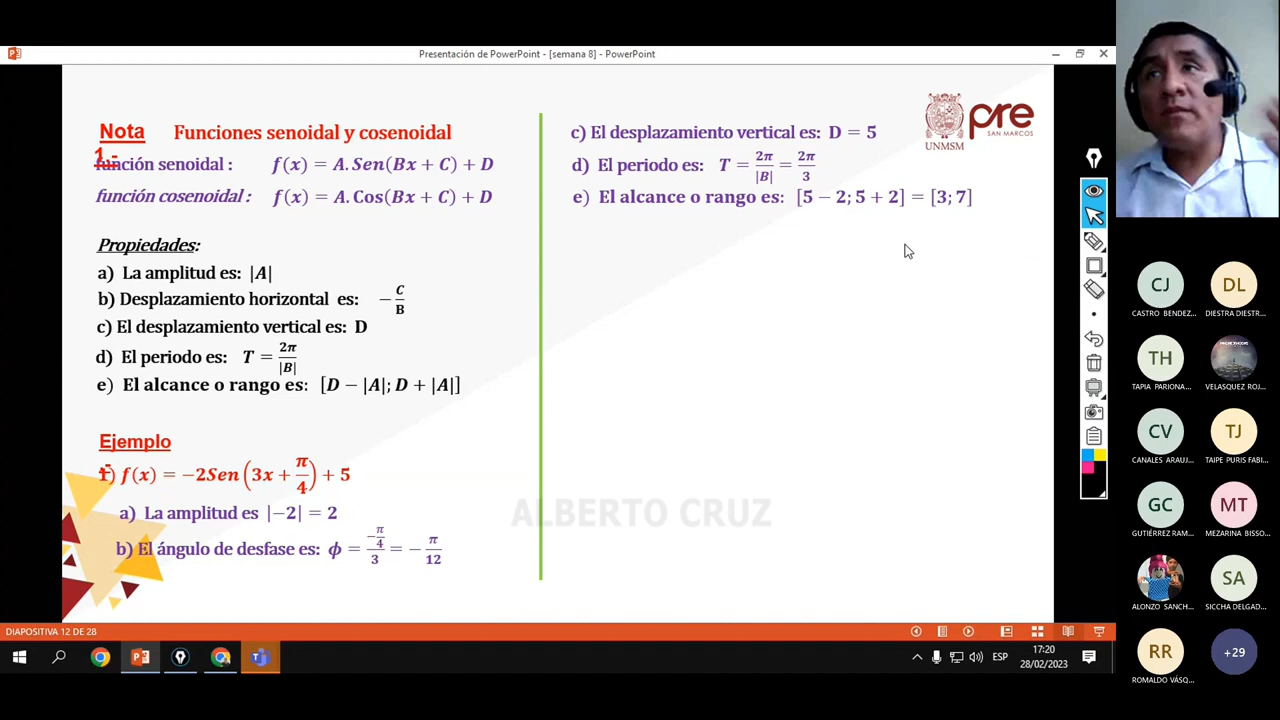 Presentación de PowerPoint - [semana 8] - PowerPoint
Nota
1.-
Funciones senoidal y cosenoidal
función senoidal : f(x) = A. Sen(Bx + C) + D
función cosenoidal : f(x) = A. Cos(Bx + C) + D
Propiedades:
a) La amplitud es: |A|
b) Desplazamiento horizontal es: −C/B
c) El desplazamiento vertical es: D
d) El periodo es: T = 2π/|B|
e) El alcance o rango es: [D − |A|; D + |A|]
Ejemplo
1) f(x) = −2Sen(3x + π/4) + 5
a) La amplitud es |−2| = 2
b) El ángulo de desfase es: ϕ = (−π/4)/3 = −π/12
c) El desplazamiento vertical es: D = 5
d) El periodo es: T = 2π/|B| = 2π/3
e) El alcance o rango es: [5 − 2; 5 + 2] = [3; 7]
UNMSM
pre
SAN MARCOS
ALBERTO CRUZ
DIAPOSITIVA 12 DE 28
ESP
17:20
28/02/2023
CJ
CASTRO BENDEZ...
DL
DIESTRA DIESTR...
TH
TAPIA PARIONA...
VELASQUEZ ROJ...
CV
CANALES ARAUJ...
TJ
TAIPE PURIS FABI...
GC
GUTIÉRREZ RAM...
MT
MEZARINA BISSO...
ALONZO SANCH...
SA
SICCHA DELGAD...
RR
ROMALDO VÁSQ...
+29